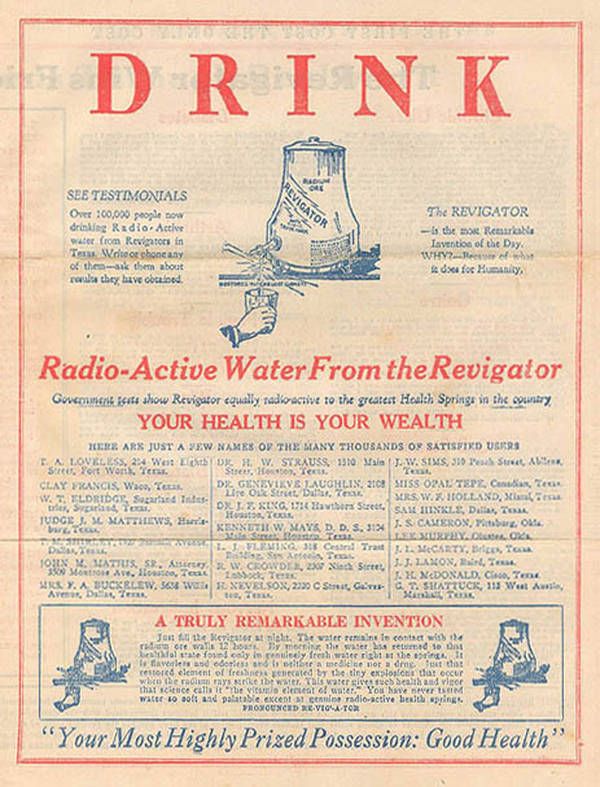 DRINK
SEE TESTIMONIALS
Over 100,000 people now
drinking Radio-Active
water from Revigators in
Texas. Write or phone any
of them—ask them about
results they have obtained.
RADIUM
ORE
REVIGATOR
The REVIGATOR
—is the most Remarkable
Invention of the Day.
WHY?—Because of what
it does for Humanity.
Radio-Active Water From the Revigator
Government tests show Revigator equally radio-active to the greatest Health Springs in the country
YOUR HEALTH IS YOUR WEALTH
HERE ARE JUST A FEW NAMES OF THE MANY THOUSANDS OF SATISFIED USERS
T. A. LOVELESS, 214 West Eighth
Street, Fort Worth, Texas.
CLAY FRANCIS, Waco, Texas.
W. T. ELDRIDGE, Sugarland Indus-
tries, Sugarland, Texas.
JUDGE J. M. MATTHEWS, Harris-
burg, Texas.
Dallas, Texas.
JOHN M. MATHIS, SR., Attorney,
3500 Montrose Ave., Houston, Texas.
MRS. F. A. BUCKELEW, 5638 Willis
Avenue, Dallas, Texas.
DR. H. W. STRAUSS, 1510 Main
Street, Houston, Texas.
DR. GENEVIEVE LAUGHLIN, 2108
Live Oak Street, Dallas, Texas.
DR. J. F. KING, 1714 Hawthorn Street,
Houston, Texas.
KENNETH W. MAYS, D. D. S., 3104
Main Street, Houston, Texas.
L. J. FLEMING, 318 Central Trust
Building, San Antonio, Texas.
R. W. CROWDER, 2307 Ninth Street,
Lubbock, Texas.
H. NEVELSON, 2220 C Street, Galves-
ton, Texas.
J. W. SIMS, 310 Peach Street, Abilene,
Texas.
MISS OPAL TEPE, Canadian, Texas.
MRS. W. F. HOLLAND, Miami, Texas.
SAM HINKLE, Dallas, Texas.
J. S. CAMERON, Pittsburg, Okla.
LEE MURPHY, Olustee, Okla.
J. L. McCARTY, Briggs, Texas.
J. J. LAMON, Baird, Texas.
J. H. McDONALD, Cisco, Texas
G. T. SHATTUCK, 115 West Austin,
Marshall, Texas.
A TRULY REMARKABLE INVENTION
Just fill the Revigator at night. The water remains in contact with the
radium ore walls 12 hours. By morning the water has returned to that
healthful state found only in genuinely fresh water right at the springs. It
is flavorless and odorless and is neither a medicine nor a drug. Just that
restored element of freshness generated by the tiny explosions that occur
when the radium rays strike the water. This water gives such health and vigor
that science calls it "the vitamin element of water." You have never tasted
water so soft and palatable except at genuine radio-active health springs.
PRONOUNCED RE-VIG'-A-TOR
"Your Most Highly Prized Possession: Good Health"